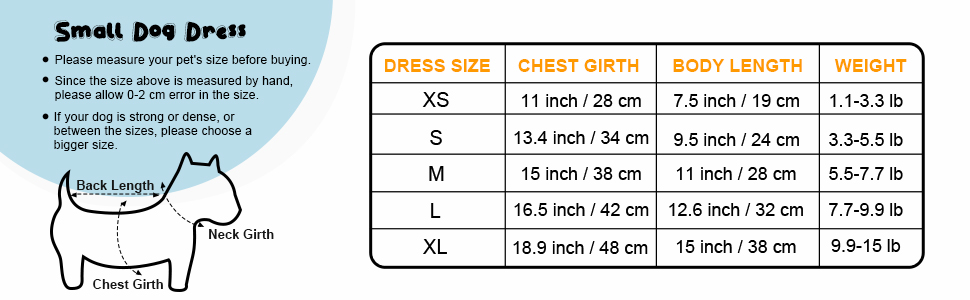 Small Dog Dress
• Please measure your pet's size before buying.
• Since the size above is measured by hand,
please allow 0-2 cm error in the size.
• If your dog is strong or dense, or
between the sizes, please choose a
bigger size.
Back Length
Neck Girth
Chest Girth
DRESS SIZE CHEST GIRTH BODY LENGTH WEIGHT
XS 11 inch / 28 cm 7.5 inch / 19 cm 1.1-3.3 lb
S 13.4 inch / 34 cm 9.5 inch / 24 cm 3.3-5.5 lb
M 15 inch / 38 cm 11 inch / 28 cm 5.5-7.7 lb
L 16.5 inch / 42 cm 12.6 inch / 32 cm 7.7-9.9 lb
XL 18.9 inch / 48 cm 15 inch / 38 cm 9.9-15 lb